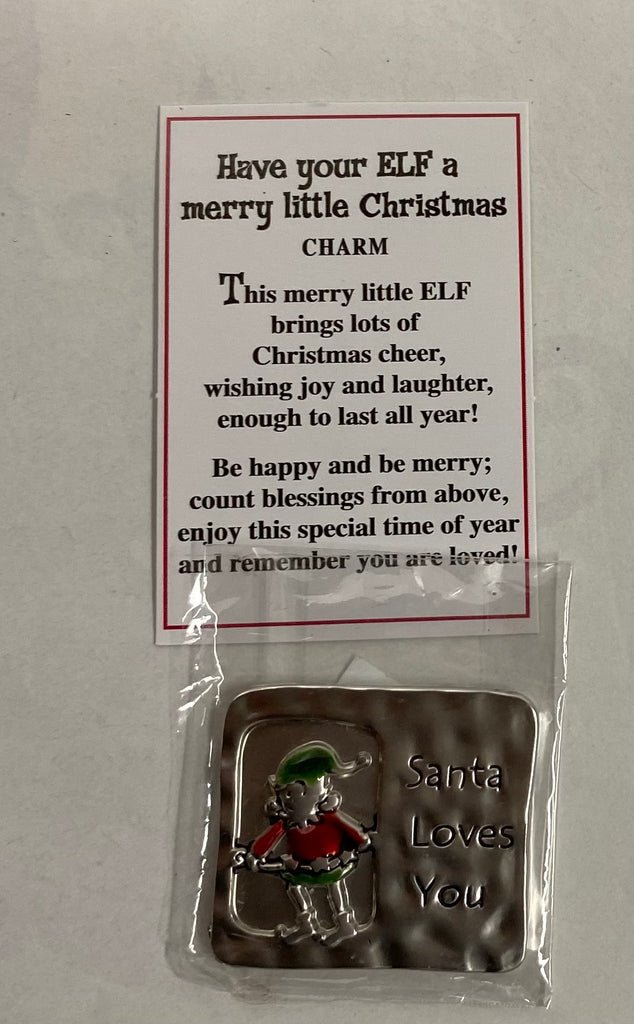 Have your ELF a
merry little Christmas
CHARM
This merry little ELF
brings lots of
Christmas cheer,
wishing joy and laughter,
enough to last all year!
Be happy and be merry;
count blessings from above,
enjoy this special time of year
and remember you are loved!
Santa
Loves
You